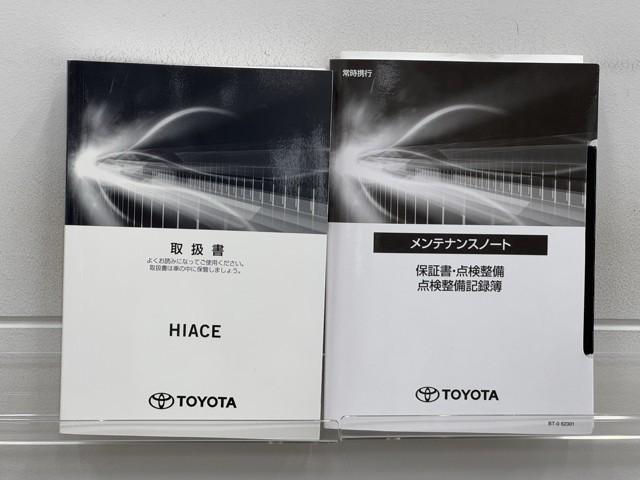 取扱書
よくお読みになってご使用ください。
取扱書は車の中に保管しましょう。
HIACE
TOYOTA
常時携行
メンテナンスノート
保証書・点検整備
点検整備記録簿
TOYOTA
BT-0 62301